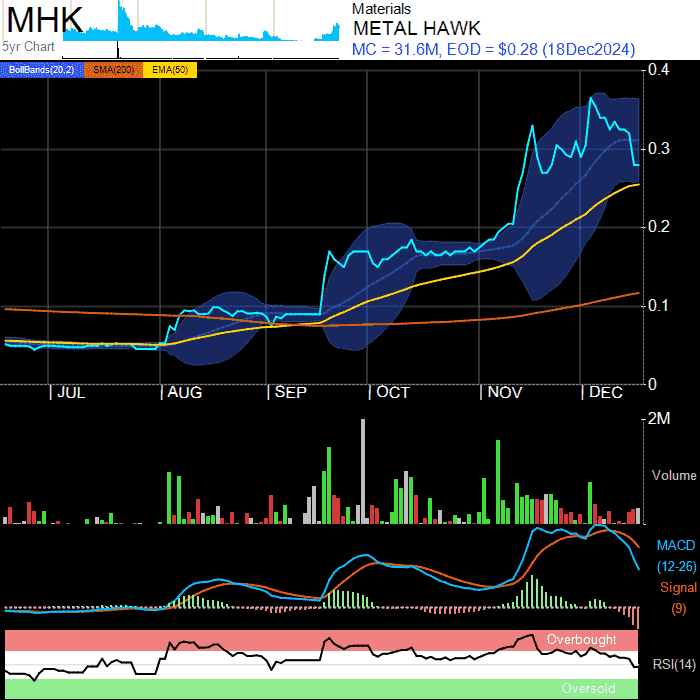 MHK
5yr Chart
Materials
METAL HAWK
MC = 31.6M, EOD = $0.28 (18Dec2024)
BollBands(20,2) SMA(200) EMA(50)
0.4
0.3
0.2
0.1
0
JUL AUG SEP OCT NOV DEC
2M
Volume
MACD
(12-26)
Signal
(9)
Overbought
RSI(14)
Oversold